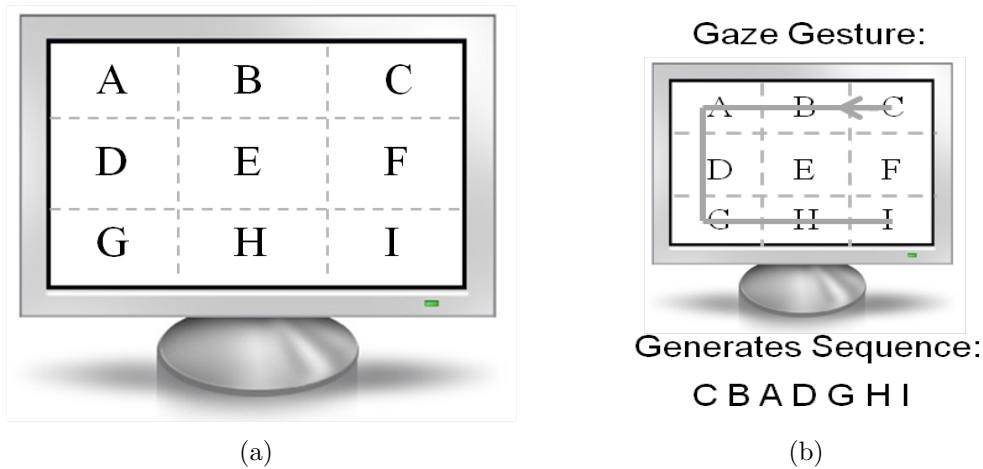 A B C
D E F
G H I
(a)
Gaze Gesture:
A B C
D E F
G H I
Generates Sequence:
C B A D G H I
(b)